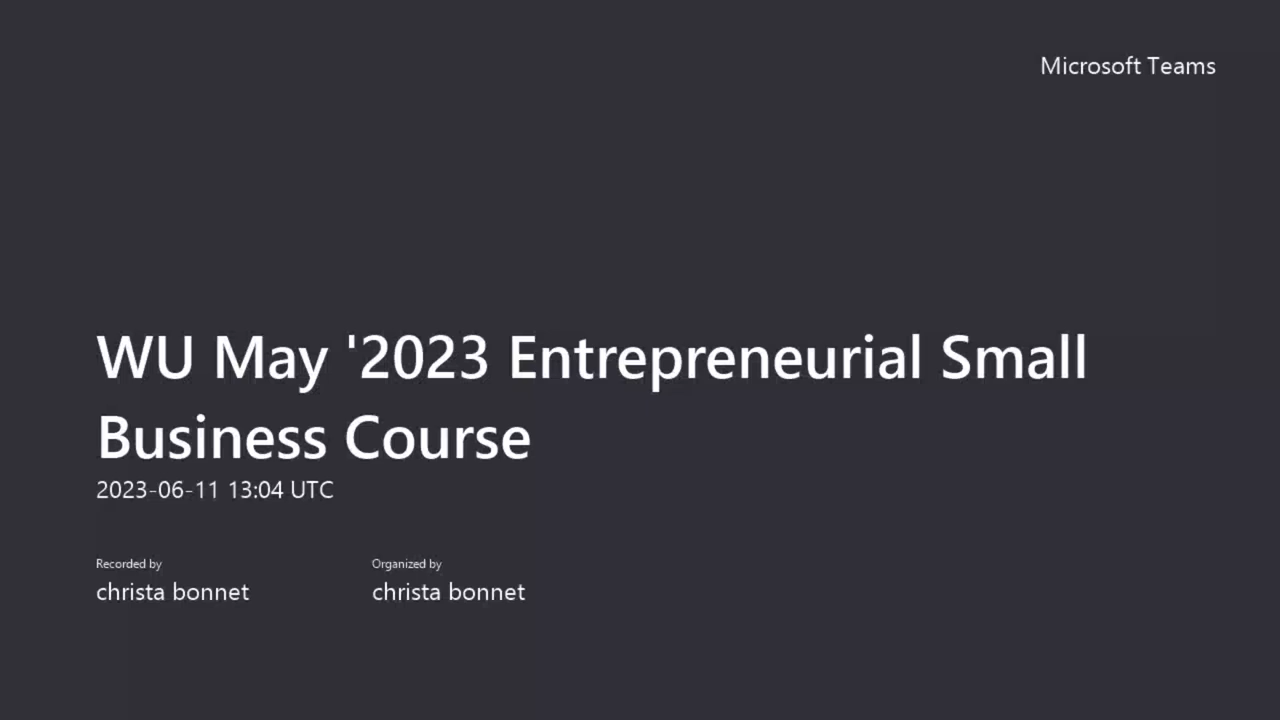 Microsoft Teams
WU May '2023 Entrepreneurial Small
Business Course
2023-06-11 13:04 UTC
Recorded by
Organized by
christa bonnet
christa bonnet